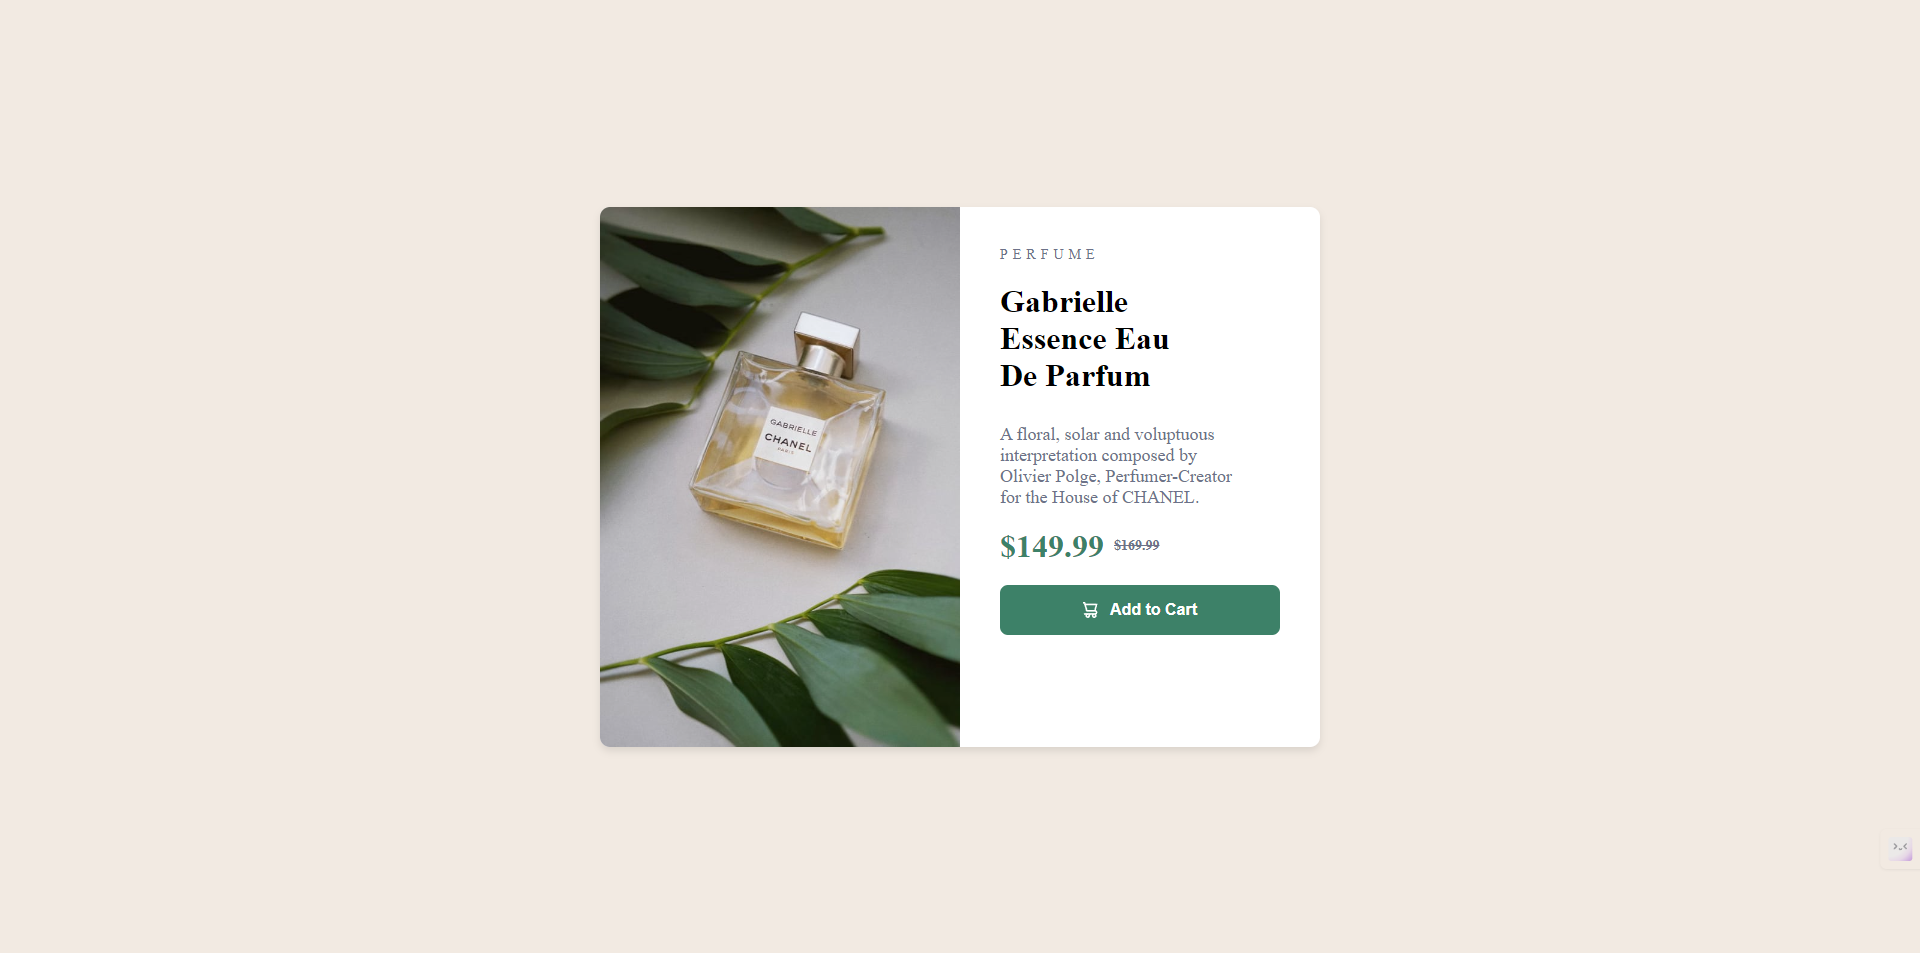 GABRIELLE
CHANEL
PARIS
PERFUME
Gabrielle
Essence Eau
De Parfum
A floral, solar and voluptuous
interpretation composed by
Olivier Polge, Perfumer-Creator
for the House of CHANEL.
$149.99 $169.99
Add to Cart